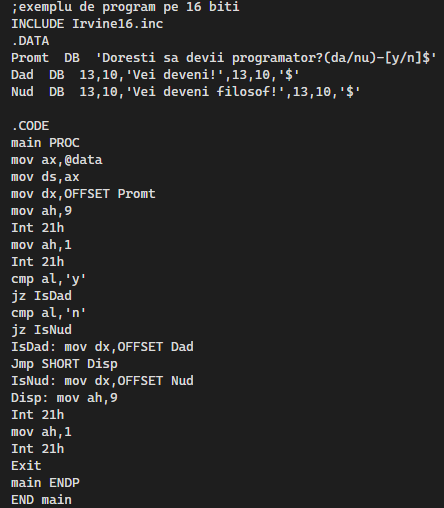 ;exemplu de program pe 16 biti
INCLUDE Irvine16.inc
.DATA
Promt  DB  'Doresti sa devii programator?(da/nu)-[y/n]$'
Dad  DB  13,10,'Vei deveni!',13,10,'$'
Nud  DB  13,10,'Vei deveni filosof!',13,10,'$'
.CODE
main PROC
mov ax,@data
mov ds,ax
mov dx,OFFSET Promt
mov ah,9
Int 21h
mov ah,1
Int 21h
cmp al,'y'
jz IsDad
cmp al,'n'
jz IsNud
IsDad: mov dx,OFFSET Dad
Jmp SHORT Disp
IsNud: mov dx,OFFSET Nud
Disp: mov ah,9
Int 21h
mov ah,1
Int 21h
Exit
main ENDP
END main